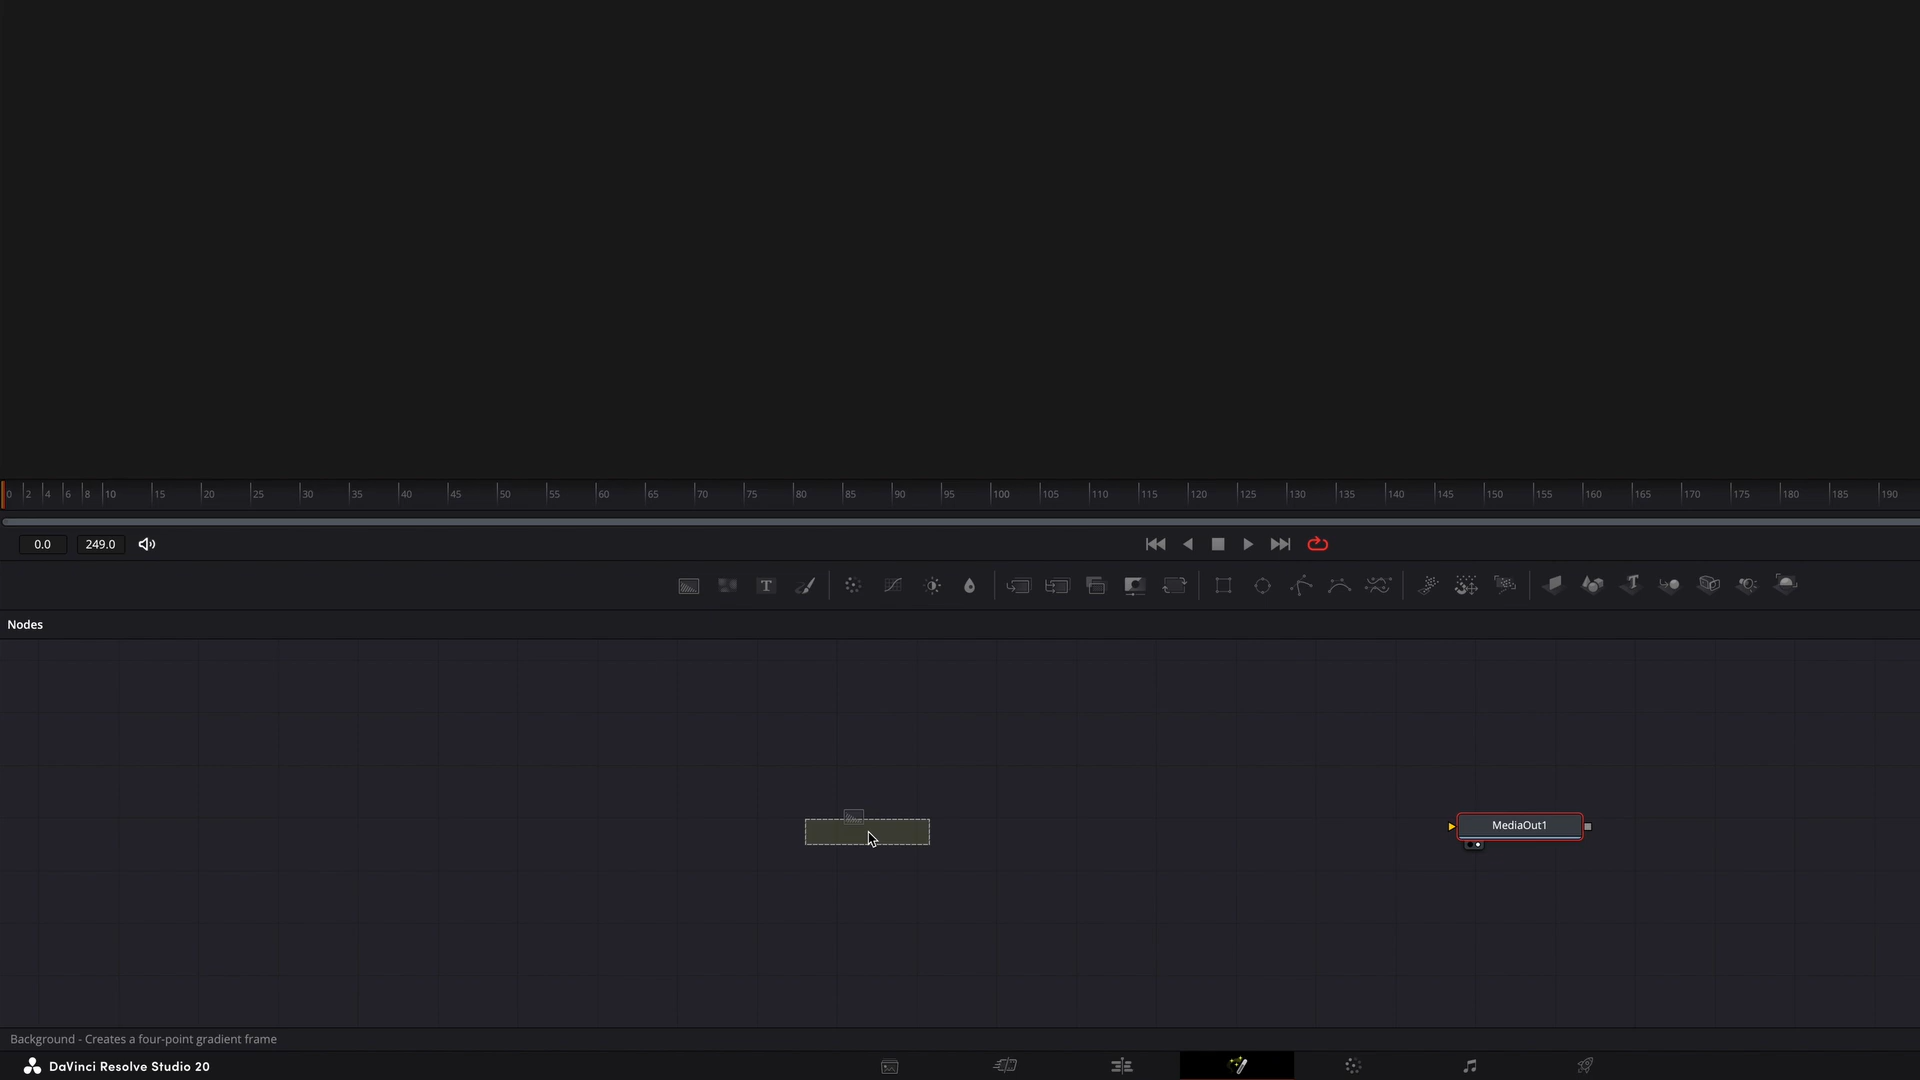 0 2 4 6 8 10 15 20 25 30 35 40 45 50 55 60 65 70 75 80 85 90 95 100 105 110 115 120 125 130 135 140 145 150 155 160 165 170 175 180 185 190
0.0 249.0
T
Nodes
MediaOut1
Background - Creates a four-point gradient frame
DaVinci Resolve Studio 20